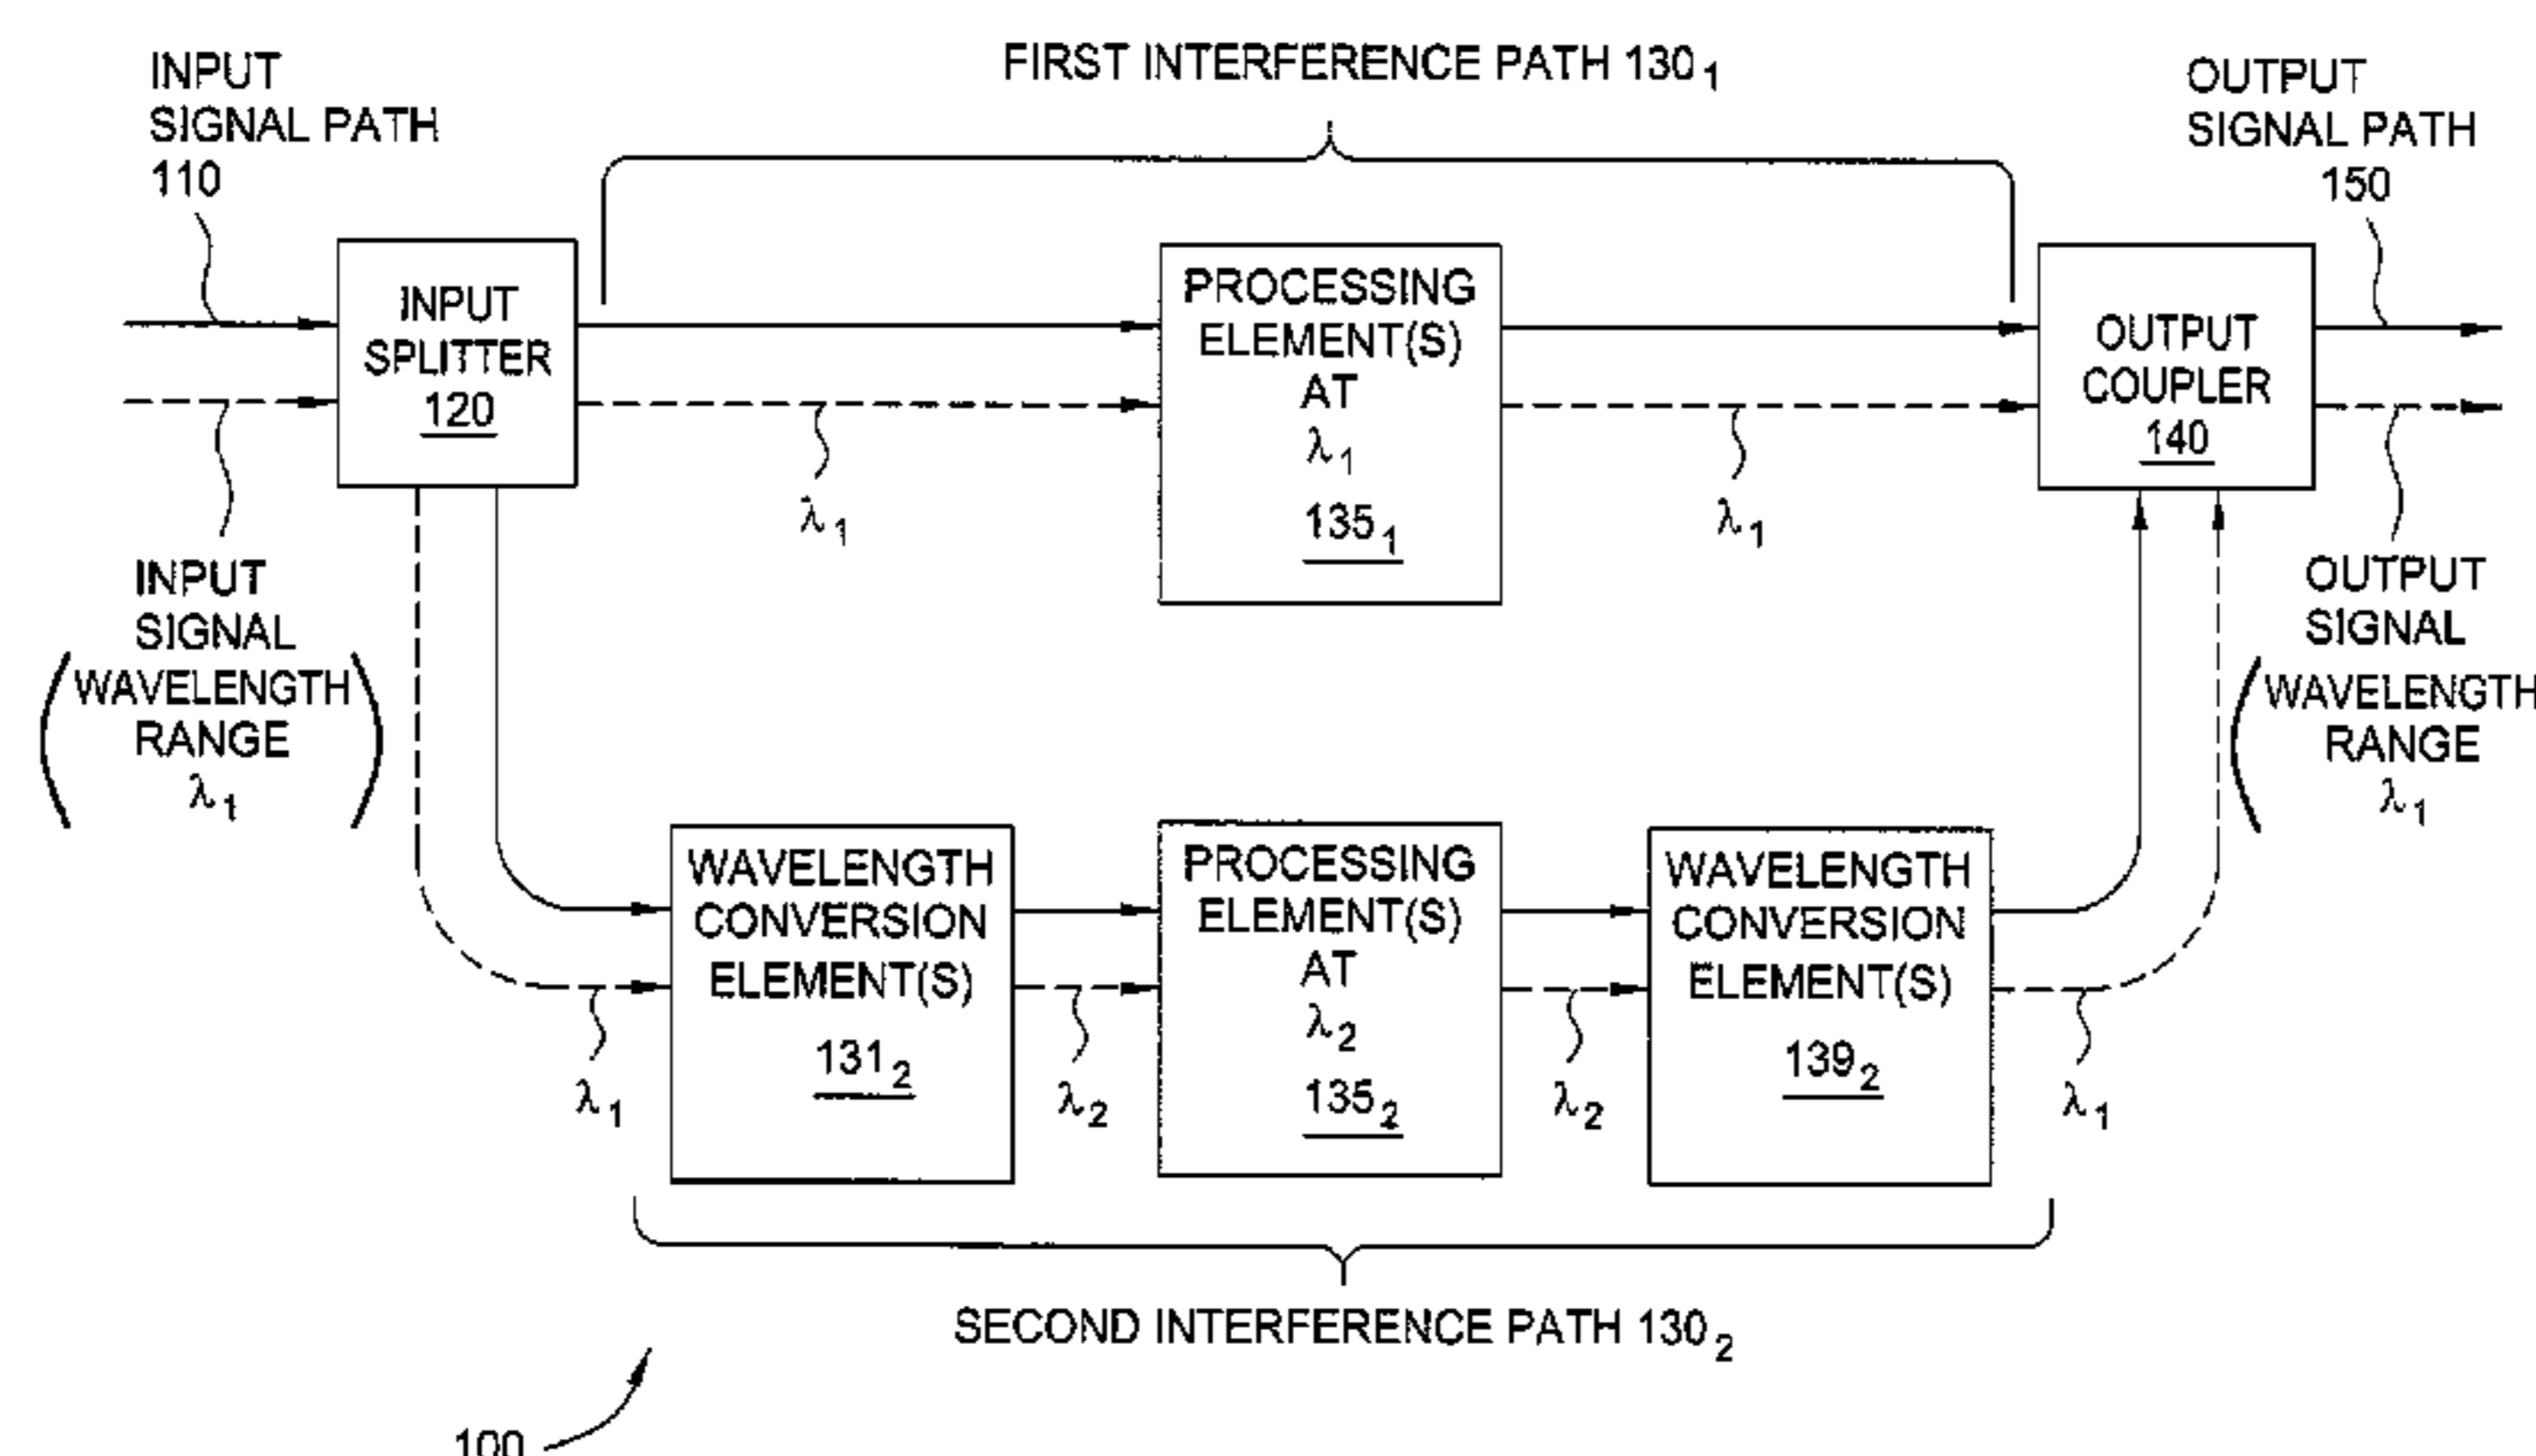 FIRST INTERFERENCE PATH 130₁
INPUT
SIGNAL PATH
110
OUTPUT
SIGNAL PATH
150
INPUT
SPLITTER
120
PROCESSING
ELEMENT(S)
AT
λ₁
135₁
OUTPUT
COUPLER
140
λ₁
λ₁
INPUT
SIGNAL
(WAVELENGTH
RANGE
λ₁)
OUTPUT
SIGNAL
(WAVELENGTH
RANGE
λ₁
WAVELENGTH
CONVERSION
ELEMENT(S)
131₂
PROCESSING
ELEMENT(S)
AT
λ₂
135₂
WAVELENGTH
CONVERSION
ELEMENT(S)
139₂
λ₁
λ₂
λ₂
λ₁
SECOND INTERFERENCE PATH 130₂
100